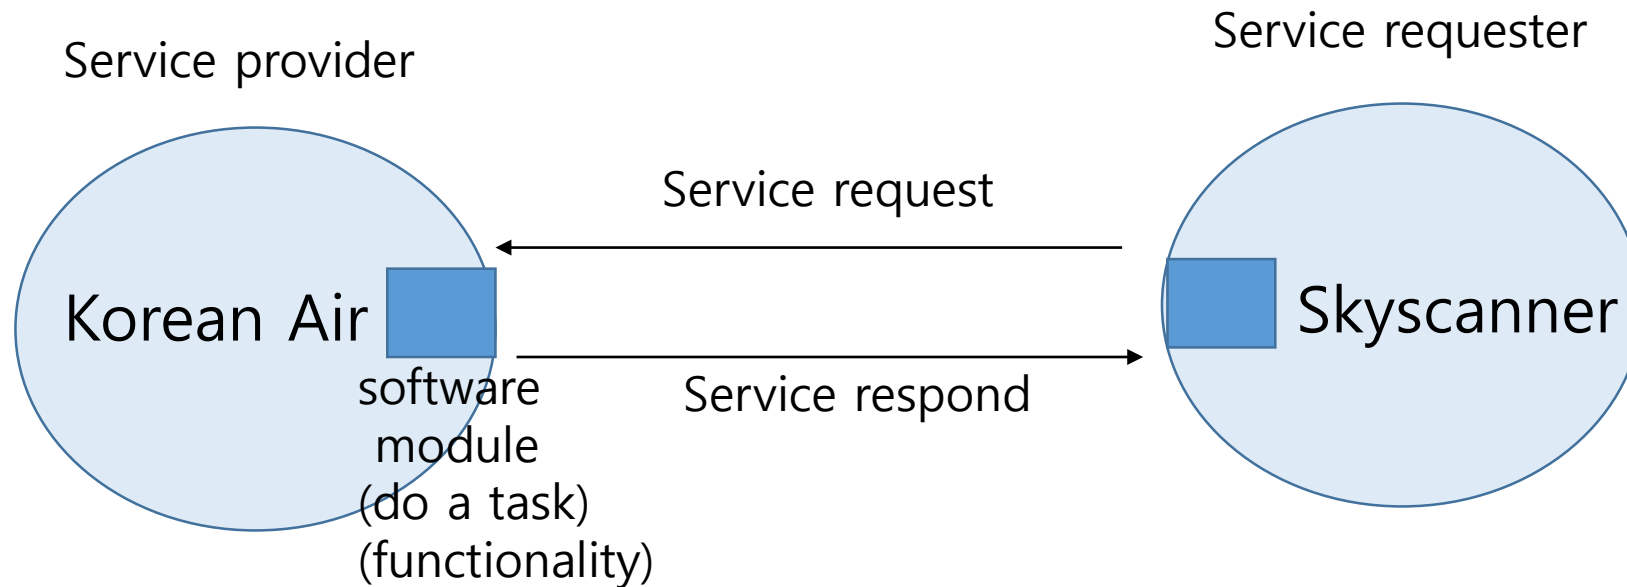 Service provider
Service requester
Service request
Korean Air
Skyscanner
Service respond
software
module
(do a task)
(functionality)